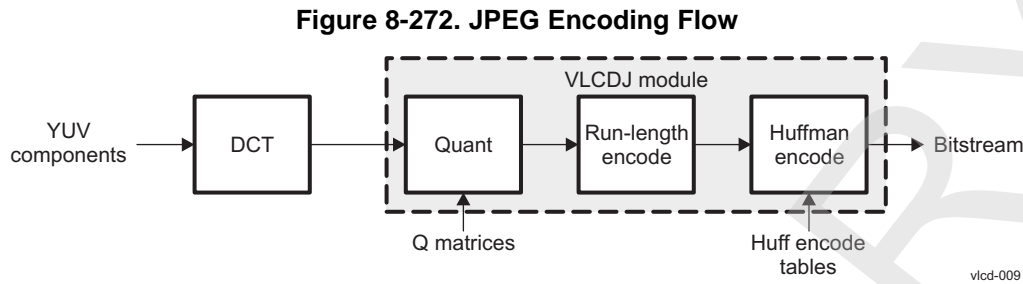 Figure 8-272. JPEG Encoding Flow
VLCDJ module
YUV
components
DCT
Quant
Run-length
encode
Huffman
encode
Bitstream
Q matrices
Huff encode
tables
vlcd-009